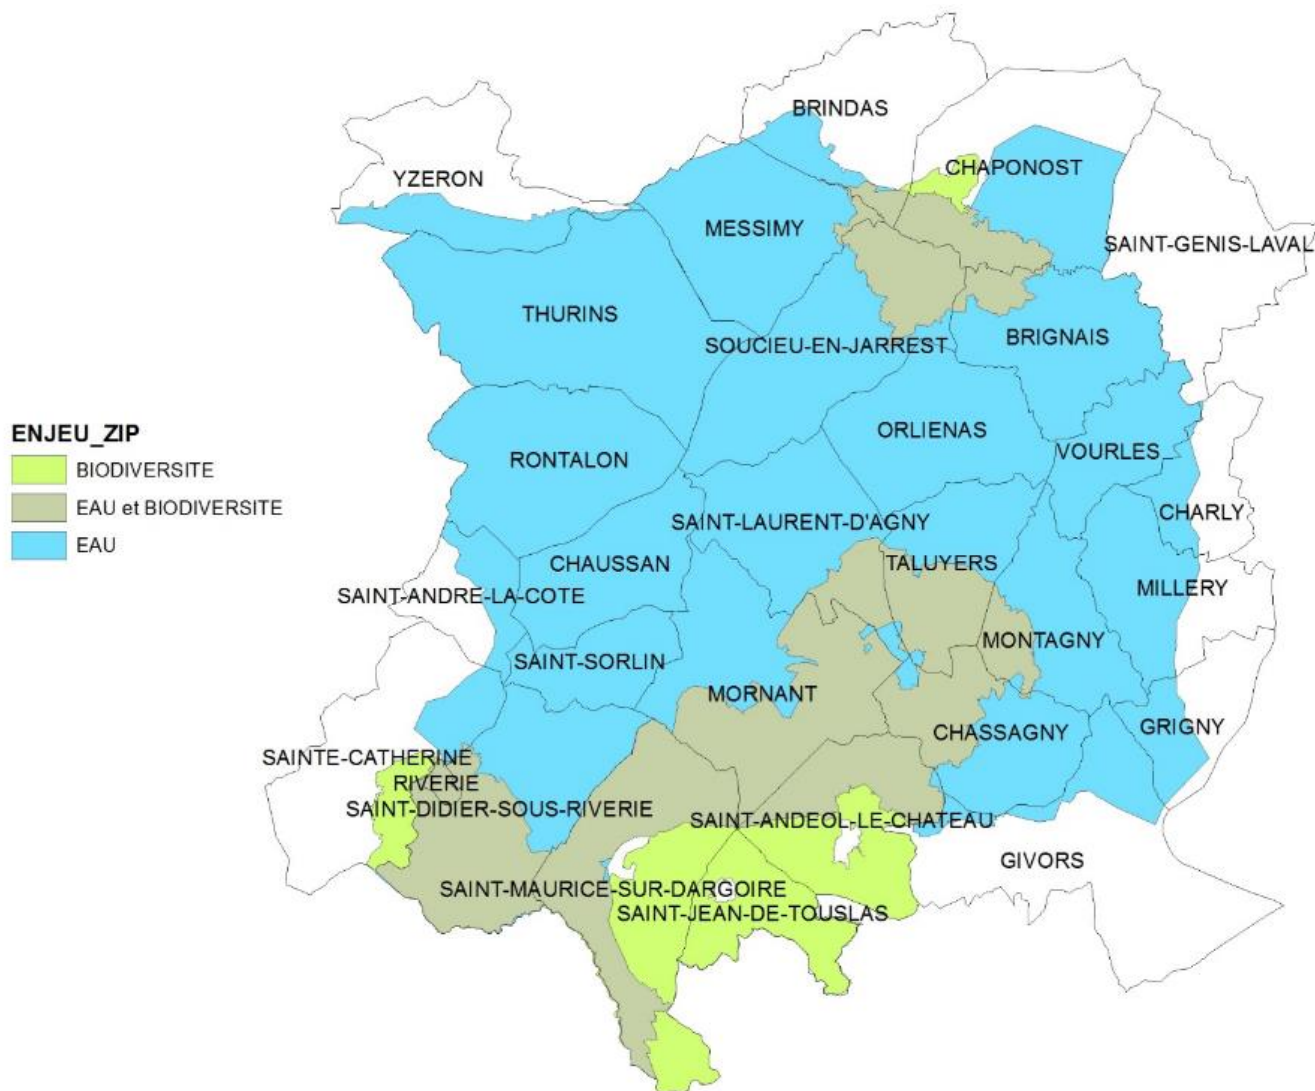 BRINDAS
CHAPONOST
YZERON
MESSIMY
SAINT-GENIS-LAVAL
THURINS
SOUCIEU-EN-JARREST
BRIGNAIS
ENJEU_ZIP
BIODIVERSITE
EAU et BIODIVERSITE
EAU
ORLIENAS
RONTALON
VOURLES
SAINT-LAURENT-D'AGNY
CHARLY
CHAUSSAN
TALUYERS
SAINT-ANDRE-LA-COTE
MILLERY
MONTAGNY
SAINT-SORLIN
MORNANT
CHASSAGNY
GRIGNY
SAINTE-CATHERINE
RIVERIE
SAINT-DIDIER-SOUS-RIVERIE
SAINT-ANDEOL-LE-CHATEAU
GIVORS
SAINT-MAURICE-SUR-DARGOIRE
SAINT-JEAN-DE-TOUSLAS